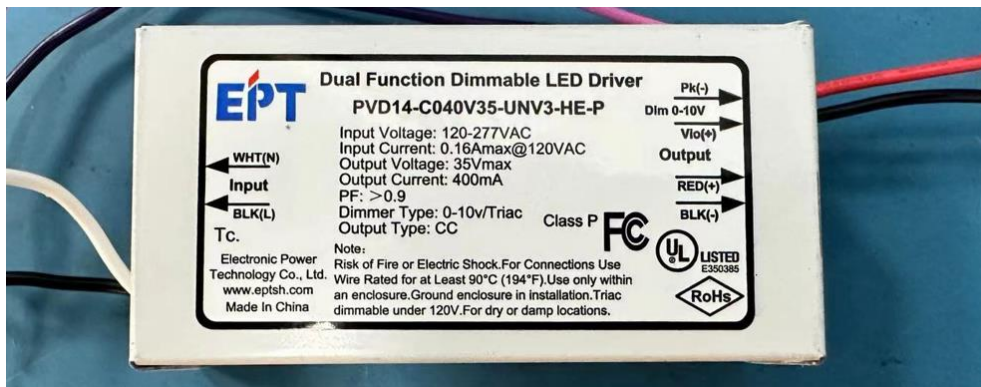 EPT
Dual Function Dimmable LED Driver
PVD14-C040V35-UNV3-HE-P
Input Voltage: 120-277VAC
Input Current: 0.16Amax@120VAC
Output Voltage: 35Vmax
Output Current: 400mA
PF: >0.9
Dimmer Type: 0-10v/Triac
Output Type: CC
Class P
FC
WHT(N)
Input
BLK(L)
Tc.
Electronic Power
Technology Co., Ltd.
www.eptsh.com
Made In China
Note:
Risk of Fire or Electric Shock.For Connections Use
Wire Rated for at Least 90°C (194°F).Use only within
an enclosure.Ground enclosure in installation.Triac
dimmable under 120V.For dry or damp locations.
Pk(-)
Dim 0-10V
Vio(+)
Output
RED(+)
BLK(-)
UL
LISTED
E350385
RoHs